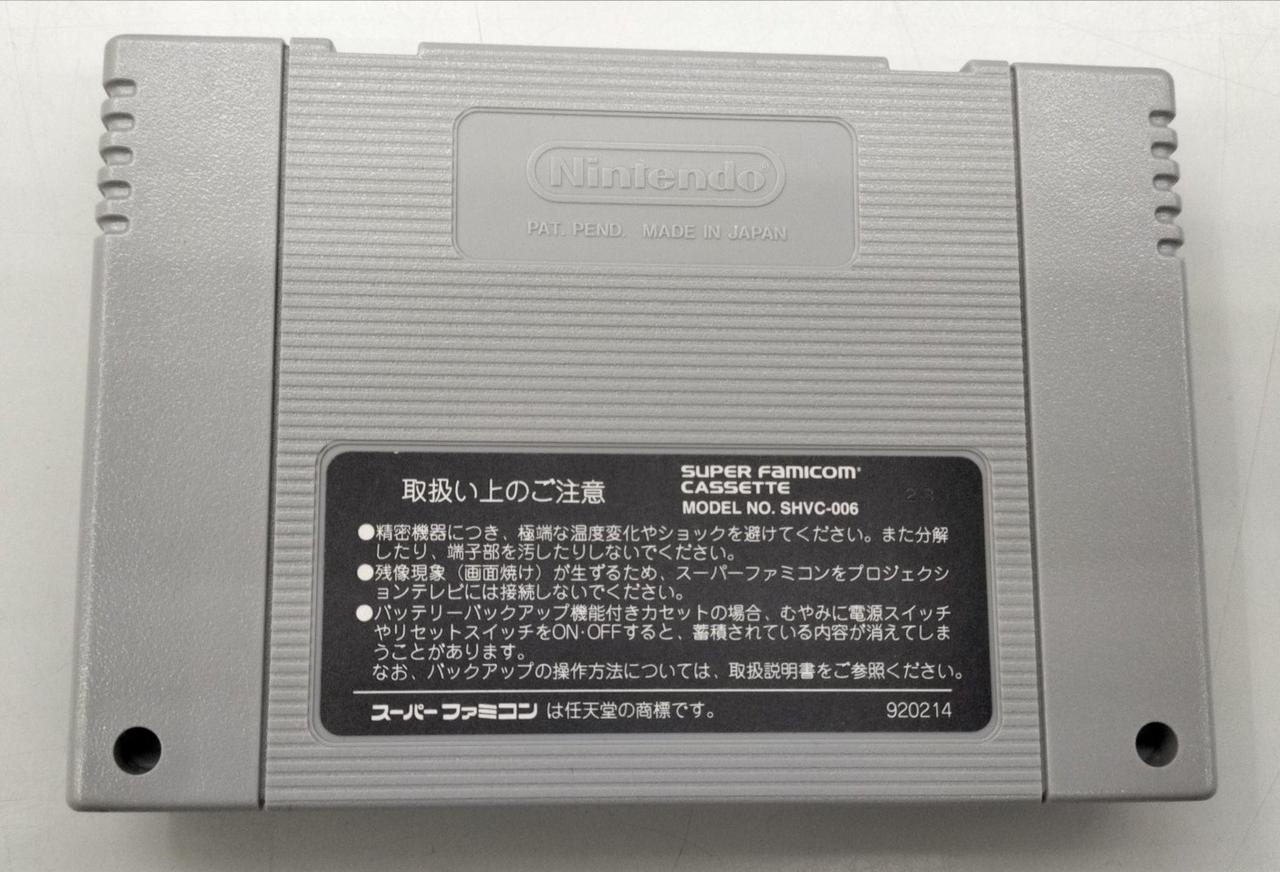 Nintendo®
PAT. PEND. MADE IN JAPAN
取扱い上のご注意
SUPER FAMICOM®
CASSETTE
MODEL NO. SHVC-006
●精密機器につき、極端な温度変化やショックを避けてください。また分解
したり、端子部を汚したりしないでください。
●残像現象(画面焼け)が生ずるため、スーパーファミコンをプロジェクシ
ョンテレビには接続しないでください。
●バッテリーバックアップ機能付きカセットの場合、むやみに電源スイッチ
やリセットスイッチをON·OFFすると、蓄積されている内容が消えてしま
うことがあります。
なお、バックアップの操作方法については、取扱説明書をご参照ください。
スーパーファミコン は任天堂の商標です。
920214